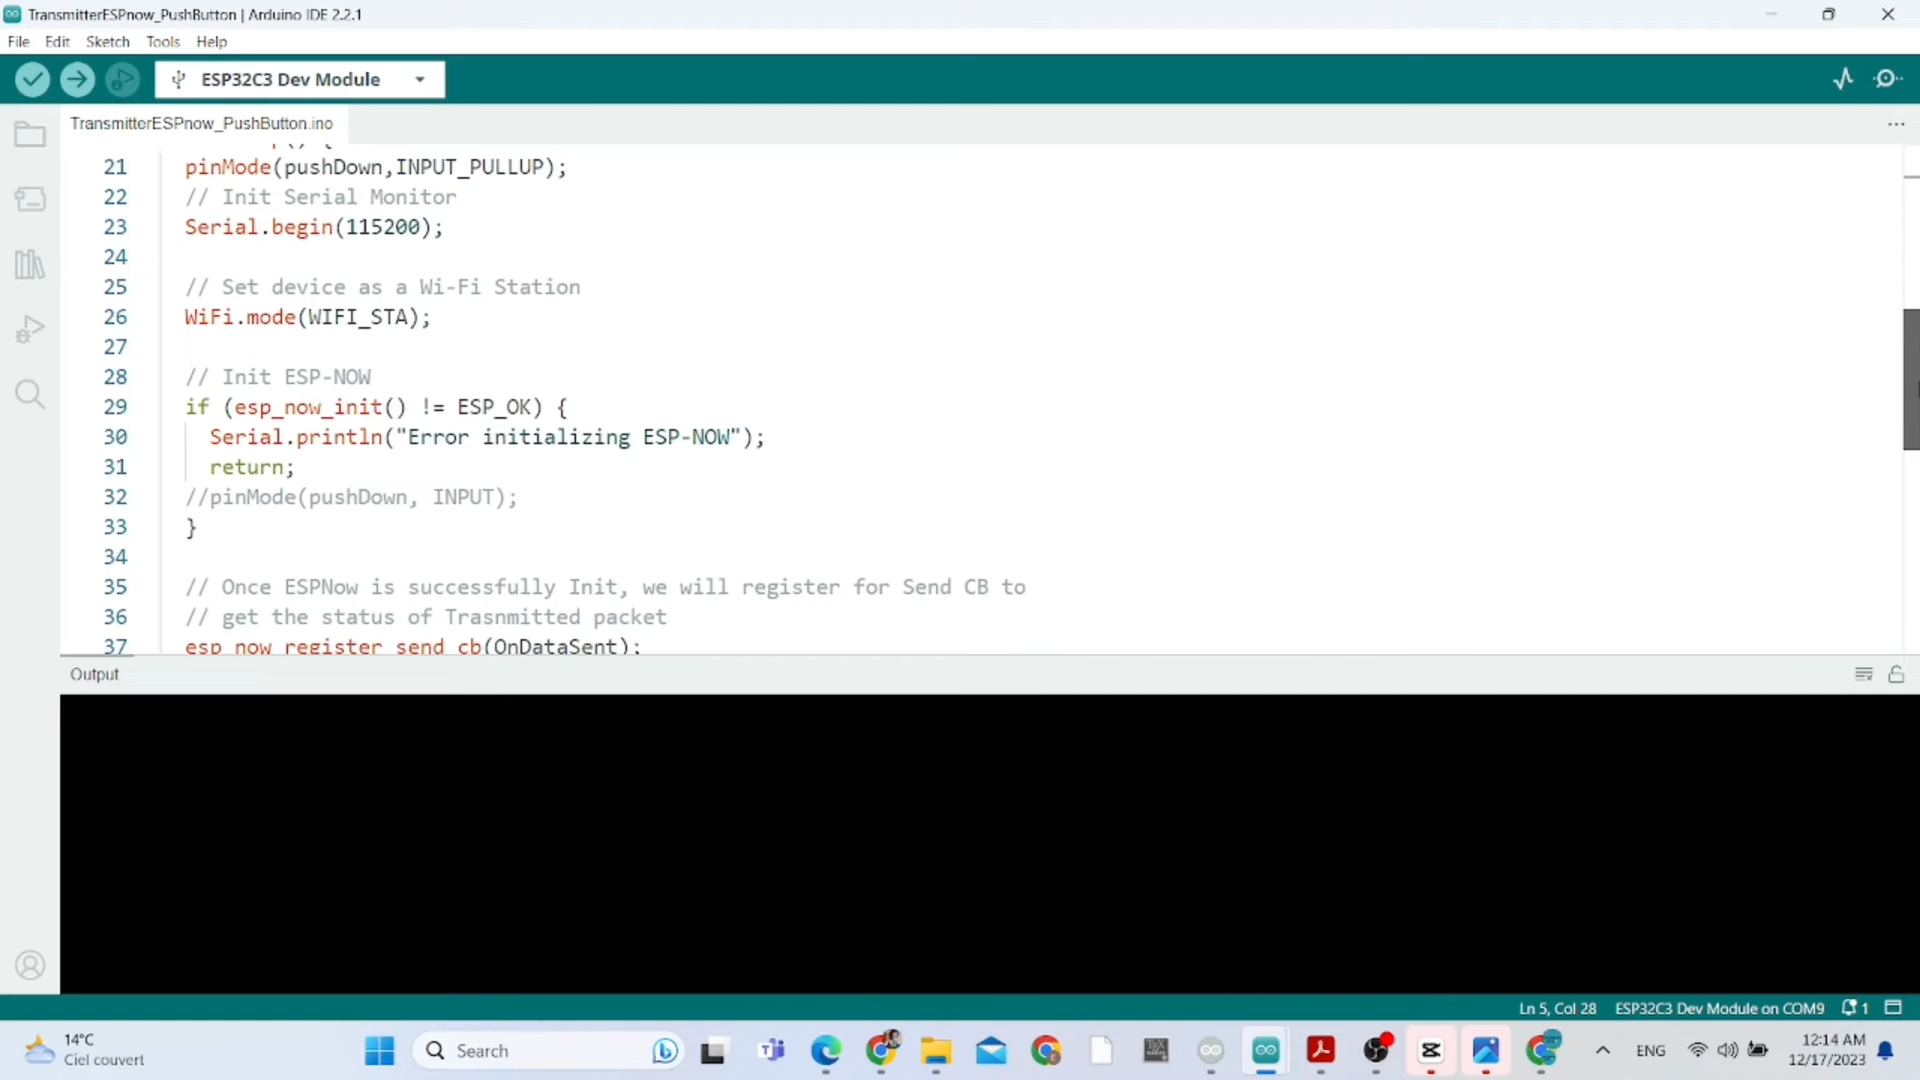 TransmitterESPnow_PushButton | Arduino IDE 2.2.1
File Edit Sketch Tools Help
ESP32C3 Dev Module
TransmitterESPnow_PushButton.ino
21 pinMode(pushDown,INPUT_PULLUP);
22 // Init Serial Monitor
23 Serial.begin(115200);
24
25 // Set device as a Wi-Fi Station
26 WiFi.mode(WIFI_STA);
27
28 // Init ESP-NOW
29 if (esp_now_init() != ESP_OK) {
30 Serial.println("Error initializing ESP-NOW");
31 return;
32 //pinMode(pushDown, INPUT);
33 }
34
35 // Once ESPNow is successfully Init, we will register for Send CB to
36 // get the status of Trasnmitted packet
37 esp_now_register_send_cb(OnDataSent);
Output
Ln 5, Col 28 ESP32C3 Dev Module on COM9 1
14°C
Ciel couvert
Search
ENG
12:14 AM
12/17/2023